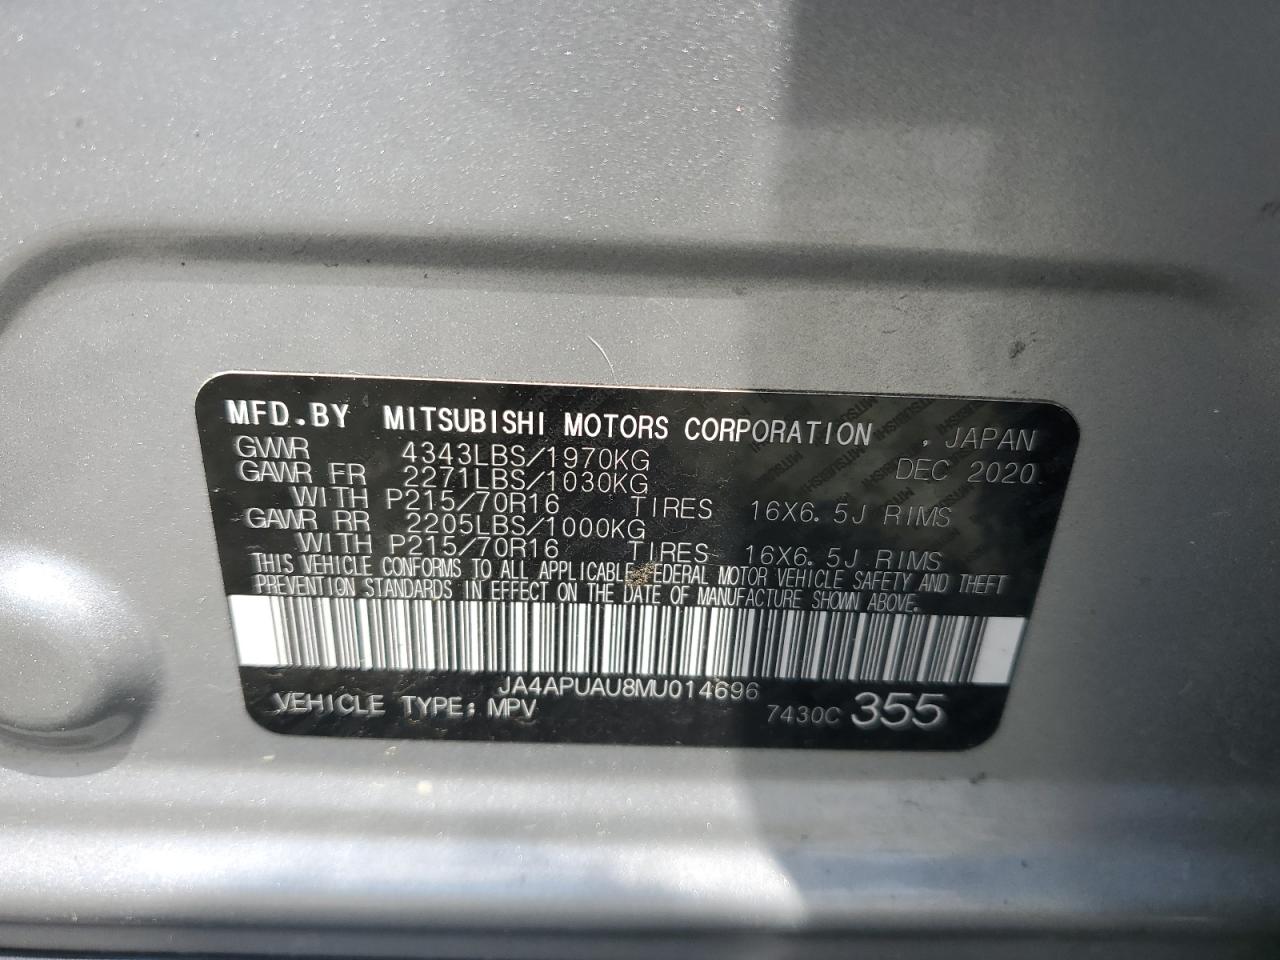 MFD.BY MITSUBISHI MOTORS CORPORATION , JAPAN
GWWR 4343LBS/1970KG DEC 2020
GAWR FR 2271LBS/1030KG
WITH P215/70R16 TIRES 16X6.5J RIMS
GAWR RR 2205LBS/1000KG
WITH P215/70R16 TIRES 16X6.5J RIMS
THIS VEHICLE CONFORMS TO ALL APPLICABLE FEDERAL MOTOR VEHICLE SAFETY AND THEFT
PREVENTION STANDARDS IN EFFECT ON THE DATE OF MANUFACTURE SHOWN ABOVE.
JA4APUAU8MU014696
VEHICLE TYPE: MPV 7430C 355